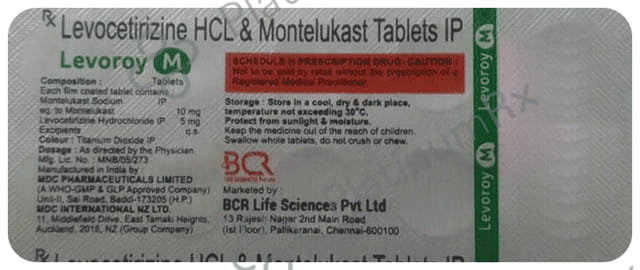 Rx Levocetirizine HCL & Montelukast Tablets IP
Levoroy M
Composition : Tablets
Each film coated tablet contains
Montelukast Sodium IP
eq. to Montelukast 10 mg
Levocetirizine Hydrochloride IP 5 mg
Excipients q.s.
Colour : Titanium Dioxide IP
Dosage : As directed by the Physician.
Mfg. Lic. No. : MNB/05/273
Manufactured in India by :
MDC PHARMACEUTICALS LIMITED
(A WHO-GMP & GLP Approved Company)
Unit-II, Sai Road, Baddi-173205 (H.P.)
MDC INTERNATIONAL NZ LTD.
11, Middlefield Drive, East Tamaki Heights,
Auckland, 2016, NZ (Group Company)
SCHEDULE H PRESCRIPTION DRUG- CAUTION :
Not to be sold by retail without the prescription of a
Registered Medical Practitioner.
Storage : Store in a cool, dry & dark place,
temperature not exceeding 30°C.
Protect from sunlight & moisture.
Keep the medicine out of the reach of children.
Swallow whole tablets, do not crush or chew.
BCR
LIFE SCIENCES Pvt Ltd
Marketed by :
BCR Life Sciences Pvt Ltd
13 Rajesh Nagar 2nd Main Road
(Ist Floor), Pallikaranai, Chennai-600100
Levoroy M
Levoroy M
Rx Levocetirizine HCL & Montelukast Tablets IP